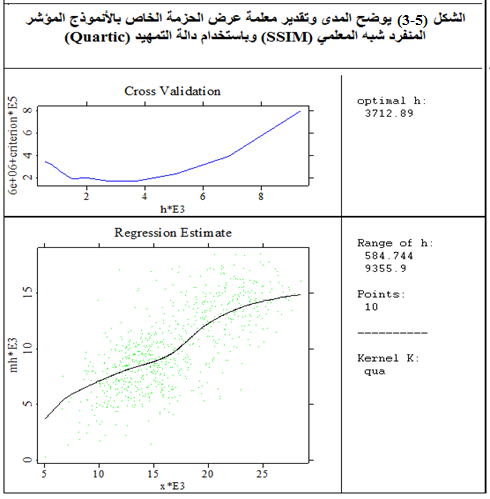 الشكل (3-5) يوضح المدى وتقدير معلمة عرض الحزمة الخاص بالأنموذج المؤشر
المنفرد شبه المعلمي (SSIM) وباستخدام دالة التمهيد (Quartic)
Cross Validation
6e+06+criterion*E5
8
4
2
2
4
6
8
h*E3
optimal h:
3712.89
Regression Estimate
mh*E3
15
10
5
0
5
10
15
20
25
x*E3
Range of h:
584.744
9355.9
Points:
10
----------
Kernel K:
qua